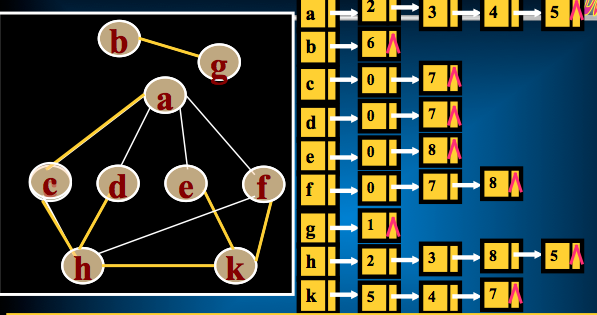 b
g
a
c d e f
h k
a 2 3 4 5 ∧
b 6 ∧
c 0 7 ∧
d 0 7 ∧
e 0 8 ∧
f 0 7 8 ∧
g 1 ∧
h 2 3 8 5 ∧
k 5 4 7 ∧